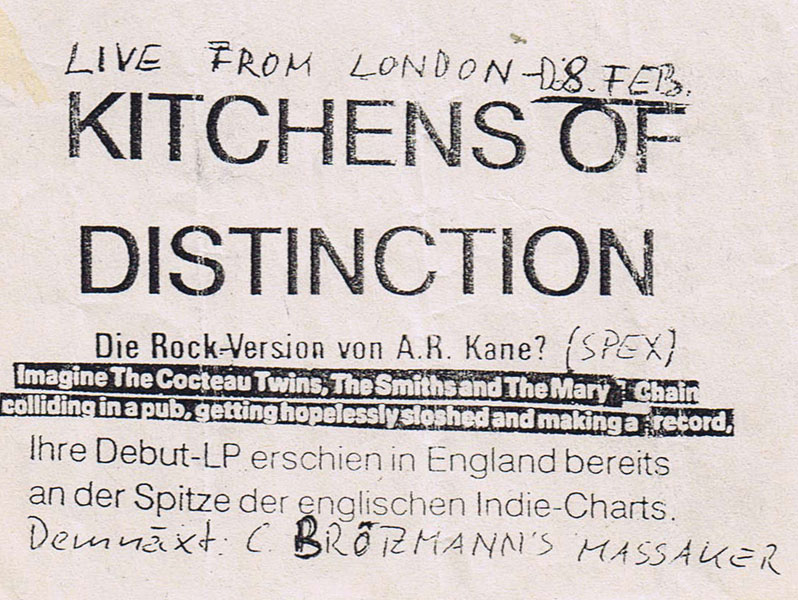 LIVE FROM LONDON - D.8. FEB.
KITCHENS OF
DISTINCTION
Die Rock-Version von A.R. Kane? (SPEX)
Imagine The Cocteau Twins, The Smiths and The Mary Chain
colliding in a pub, getting hopelessly sloshed and making a record.
Ihre Debut-LP erschien in England bereits
an der Spitze der englischen Indie-Charts.
Demnäxt: C. BRÖTZMANN'S MASSAKER